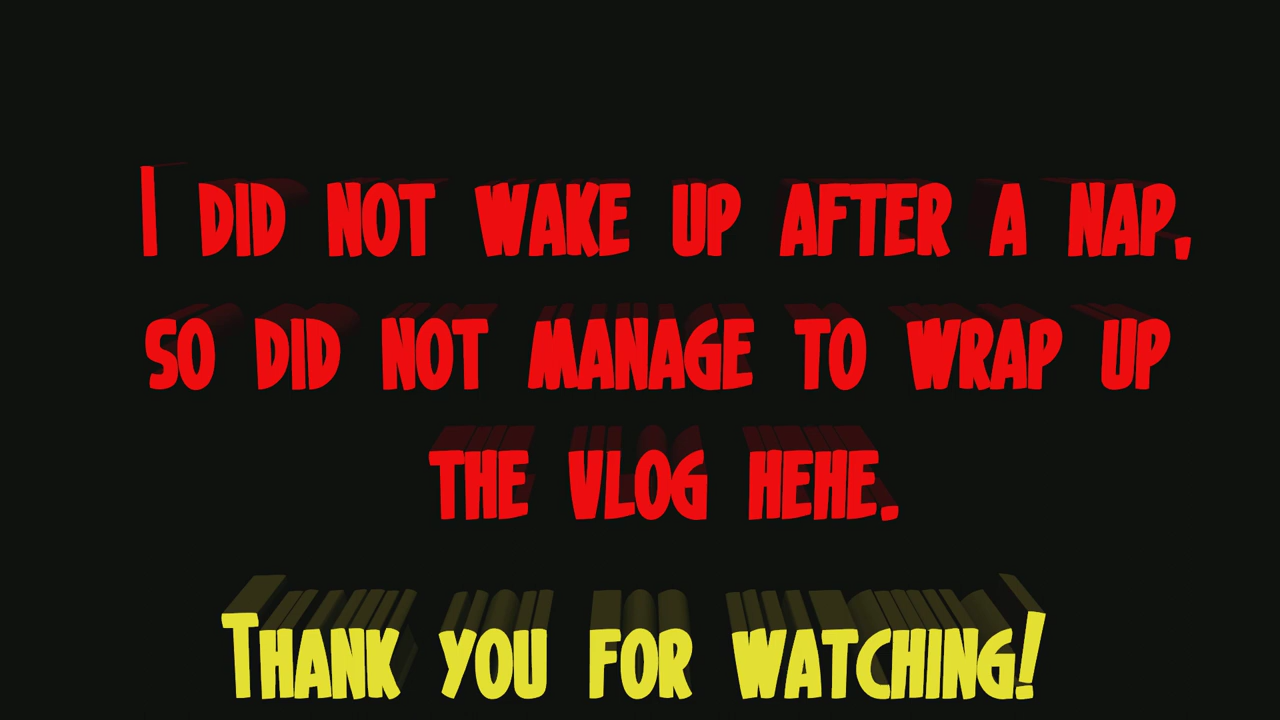 I did not wake up after a nap,
so did not manage to wrap up
the vlog hehe.
Thank you for watching!